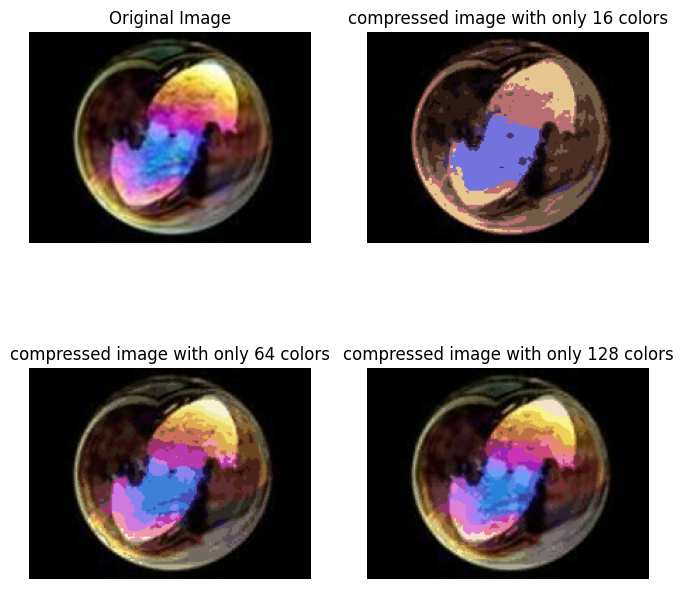 Original Image
compressed image with only 16 colors
compressed image with only 64 colors
compressed image with only 128 colors